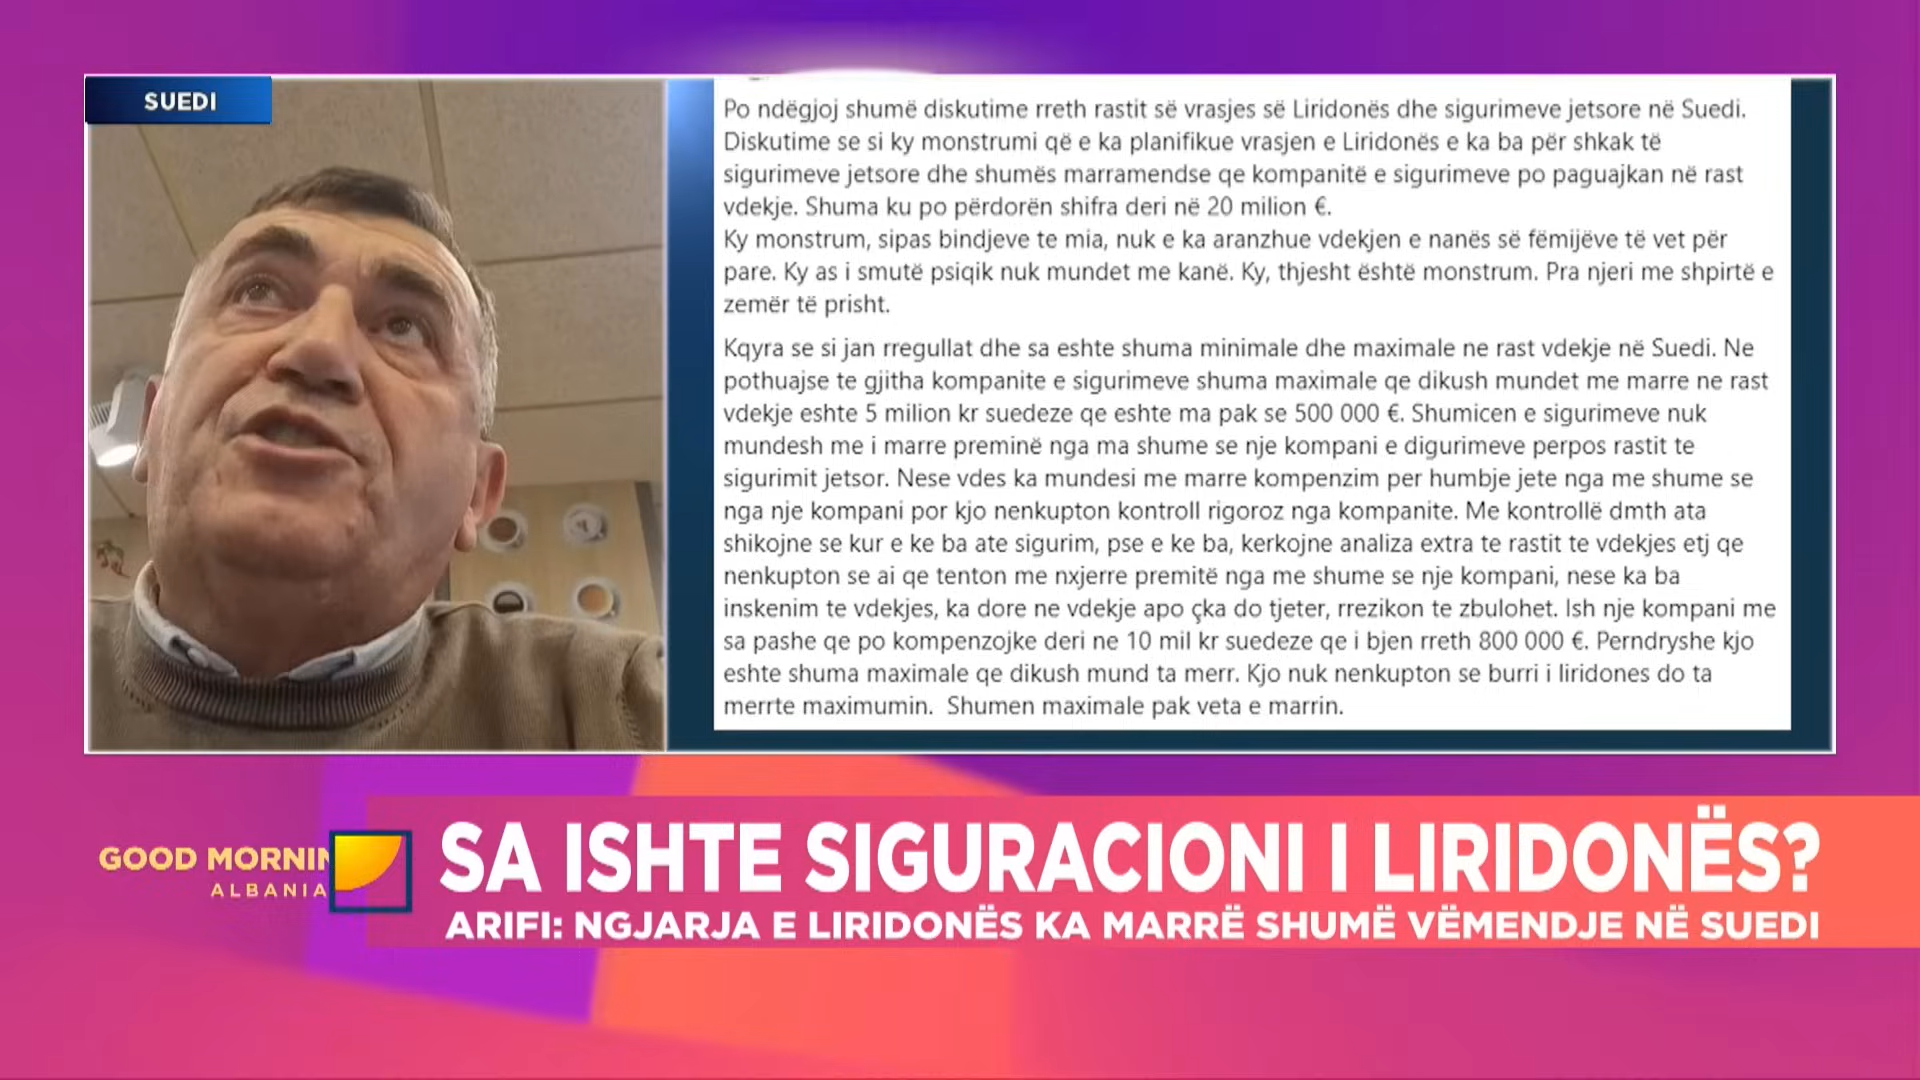 SUEDI
Po ndëgjoj shumë diskutime rreth rastit së vrasjes së Liridonës dhe sigurimeve jetsore në Suedi.
Diskutime se si ky monstrumi që e ka planifikue vrasjen e Liridonës e ka ba për shkak të
sigurimeve jetsore dhe shumës marramendse qe kompanitë e sigurimeve po paguajkan në rast
vdekje. Shuma ku po përdorën shifra deri në 20 milion €.
Ky monstrum, sipas bindjeve te mia, nuk e ka aranzhue vdekjen e nanës së fëmijëve të vet për
pare. Ky as i smutë psiqik nuk mundet me kanë. Ky, thjesht është monstrum. Pra njeri me shpirtë e
zemër të prisht.
Kqyra se si jan rregullat dhe sa eshte shuma minimale dhe maximale ne rast vdekje në Suedi. Ne
pothuajse te gjitha kompanite e sigurimeve shuma maximale qe dikush mundet me marre ne rast
vdekje eshte 5 milion kr suedeze qe eshte ma pak se 500 000 €. Shumicen e sigurimeve nuk
mundesh me i marre preminë nga ma shume se nje kompani e digurimeve perpos rastit te
sigurimit jetsor. Nese vdes ka mundesi me marre kompenzim per humbje jete nga me shume se
nga nje kompani por kjo nenkupton kontroll rigoroz nga kompanite. Me kontrollë dmth ata
shikojne se kur e ke ba ate sigurim, pse e ke ba, kerkojne analiza extra te rastit te vdekjes etj qe
nenkupton se ai qe tenton me nxjerre premitë nga me shume se nje kompani, nese ka ba
inskenim te vdekjes, ka dore ne vdekje apo çka do tjeter, rrezikon te zbulohet. Ish nje kompani me
sa pashe qe po kompenzojke deri ne 10 mil kr suedeze qe i bjen rreth 800 000 €. Perndryshe kjo
eshte shuma maximale qe dikush mund ta merr. Kjo nuk nenkupton se burri i liridones do ta
merrte maximumin.  Shumen maximale pak veta e marrin.
GOOD MORNIN
ALBANIA
SA ISHTE SIGURACIONI I LIRIDONËS?
ARIFI: NGJARJA E LIRIDONËS KA MARRË SHUMË VËMENDJE NË SUEDI